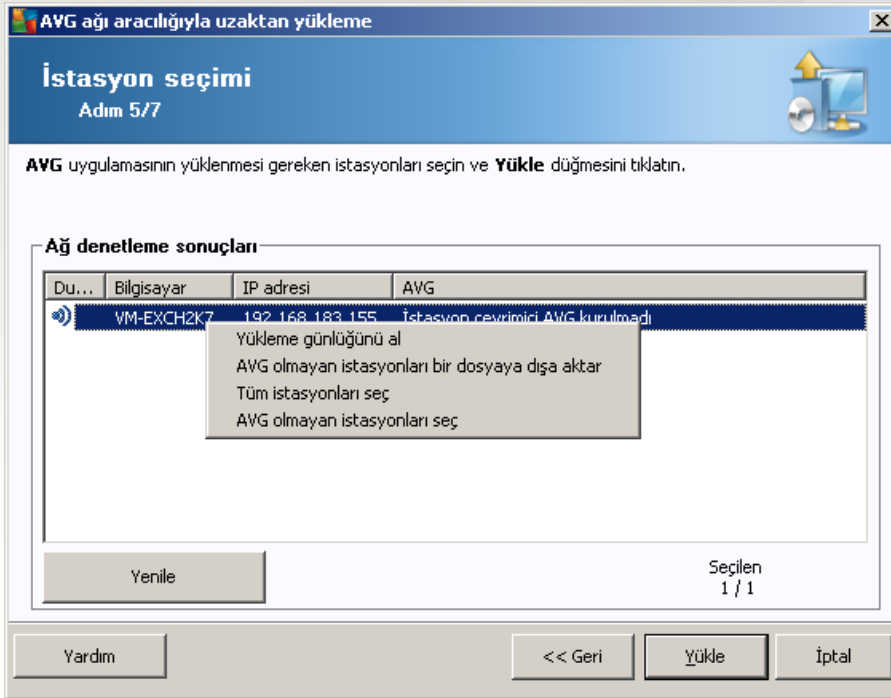 AVG ağı aracılığıyla uzaktan yükleme
İstasyon seçimi
Adım 5/7
AVG uygulamasının yüklenmesi gereken istasyonları seçin ve Yükle düğmesini tıklatın.
Ağ denetleme sonuçları
Du... Bilgisayar IP adresi AVG
VM-EXCH2K7 192.168.183.155 İstasyon çevrimiçi AVG kurulmadı
Yükleme günlüğünü al
AVG olmayan istasyonları bir dosyaya dışa aktar
Tüm istasyonları seç
AVG olmayan istasyonları seç
Yenile
Seçilen
1 / 1
Yardım << Geri Yükle İptal